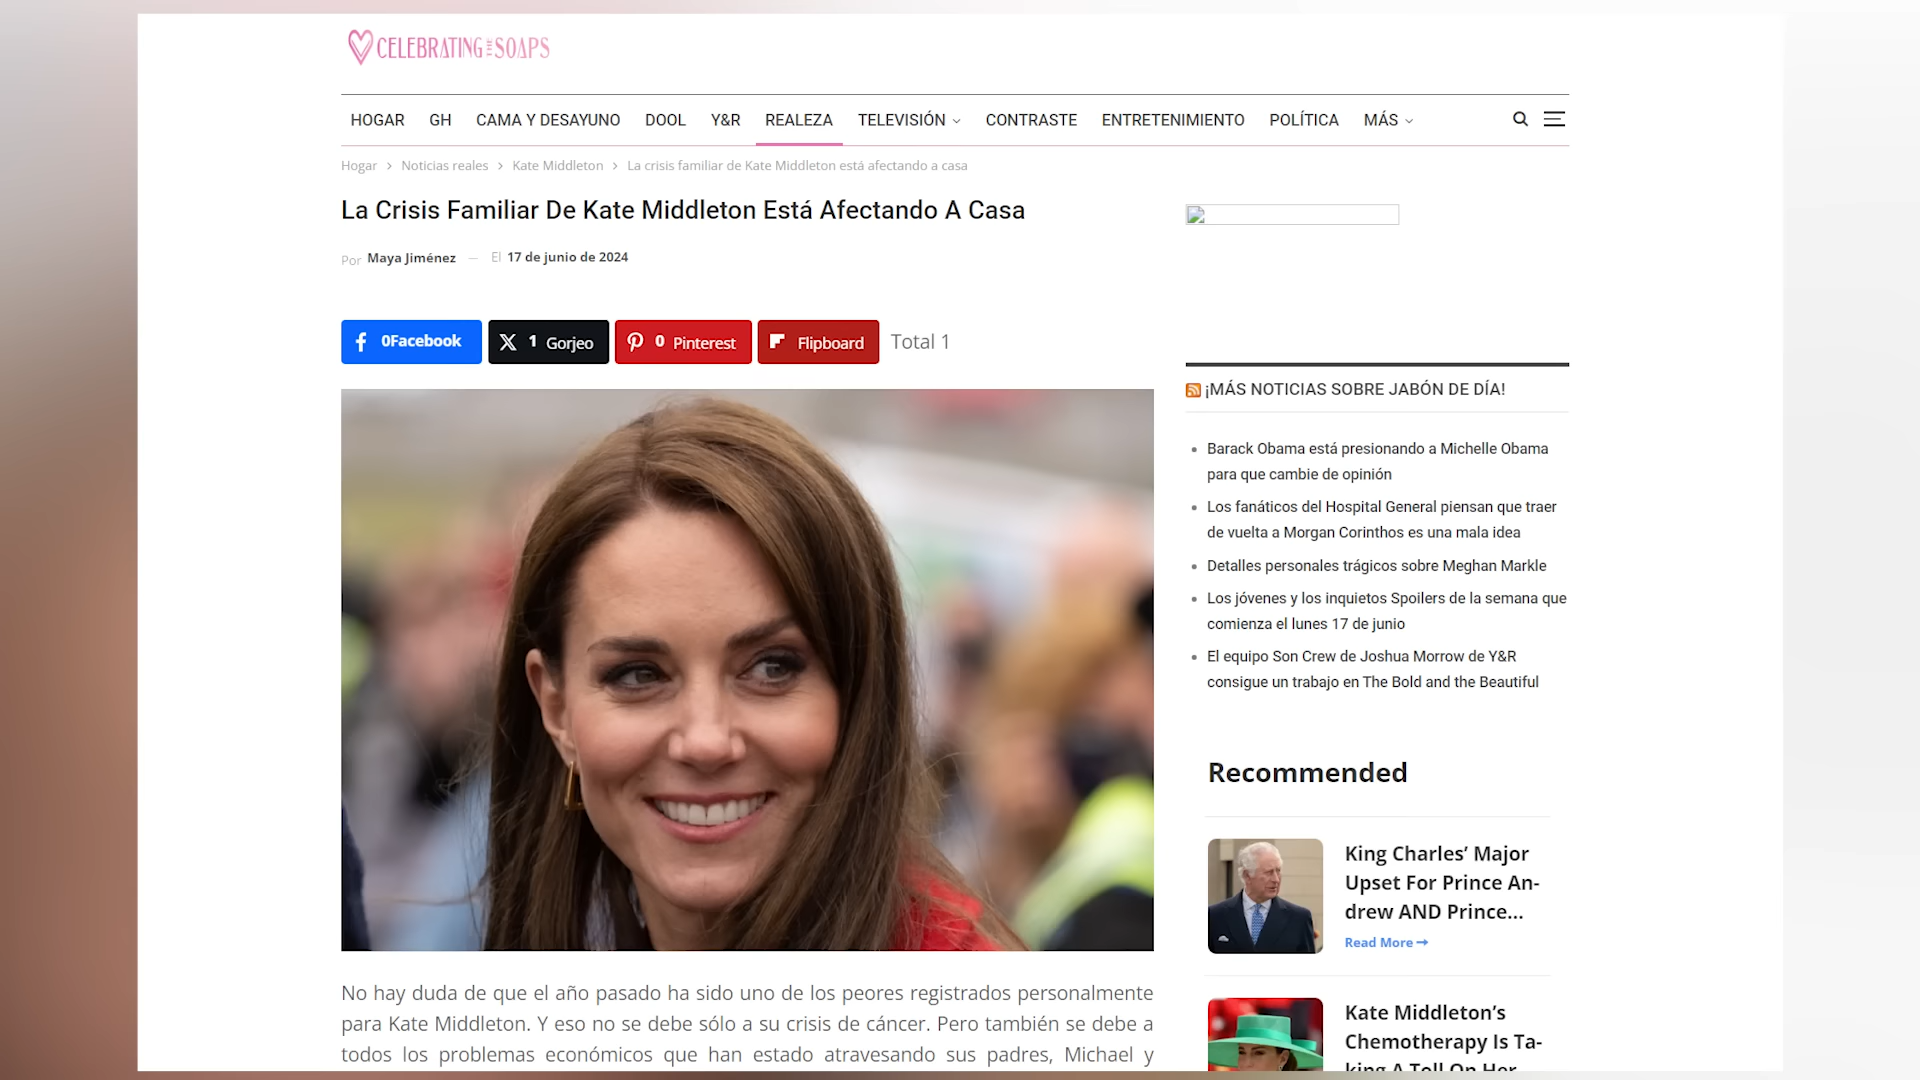 CELEBRATING THE SOAPS
HOGAR GH CAMA Y DESAYUNO DOOL Y&R REALEZA TELEVISIÓN CONTRASTE ENTRETENIMIENTO POLÍTICA MÁS
Hogar > Noticias reales > Kate Middleton > La crisis familiar de Kate Middleton está afectando a casa
La Crisis Familiar De Kate Middleton Está Afectando A Casa
Por Maya Jiménez — El 17 de junio de 2024
0Facebook 1 Gorjeo 0 Pinterest Flipboard Total 1
No hay duda de que el año pasado ha sido uno de los peores registrados personalmente
para Kate Middleton. Y eso no se debe sólo a su crisis de cáncer. Pero también se debe a
todos los problemas económicos que han estado atravesando sus padres, Michael y
¡MÁS NOTICIAS SOBRE JABÓN DE DÍA!
Barack Obama está presionando a Michelle Obama
para que cambie de opinión
Los fanáticos del Hospital General piensan que traer
de vuelta a Morgan Corinthos es una mala idea
Detalles personales trágicos sobre Meghan Markle
Los jóvenes y los inquietos Spoilers de la semana que
comienza el lunes 17 de junio
El equipo Son Crew de Joshua Morrow de Y&R
consigue un trabajo en The Bold and the Beautiful
Recommended
King Charles’ Major
Upset For Prince An-
drew AND Prince...
Read More →
Kate Middleton’s
Chemotherapy Is Ta-
king A Toll On Her